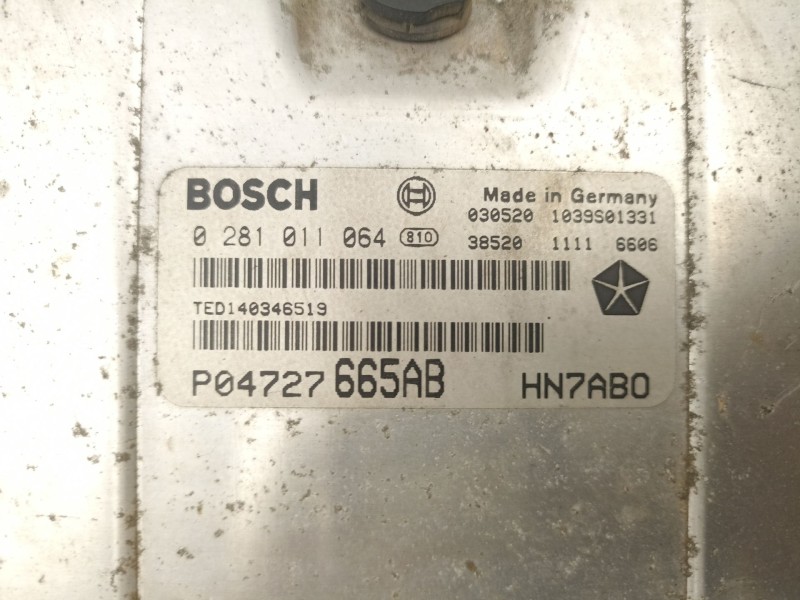 BOSCH
Made in Germany
030520 1039S01331
0 281 011 064 810
38520 1111 6606
TED140346519
P04727 665AB HN7AB0